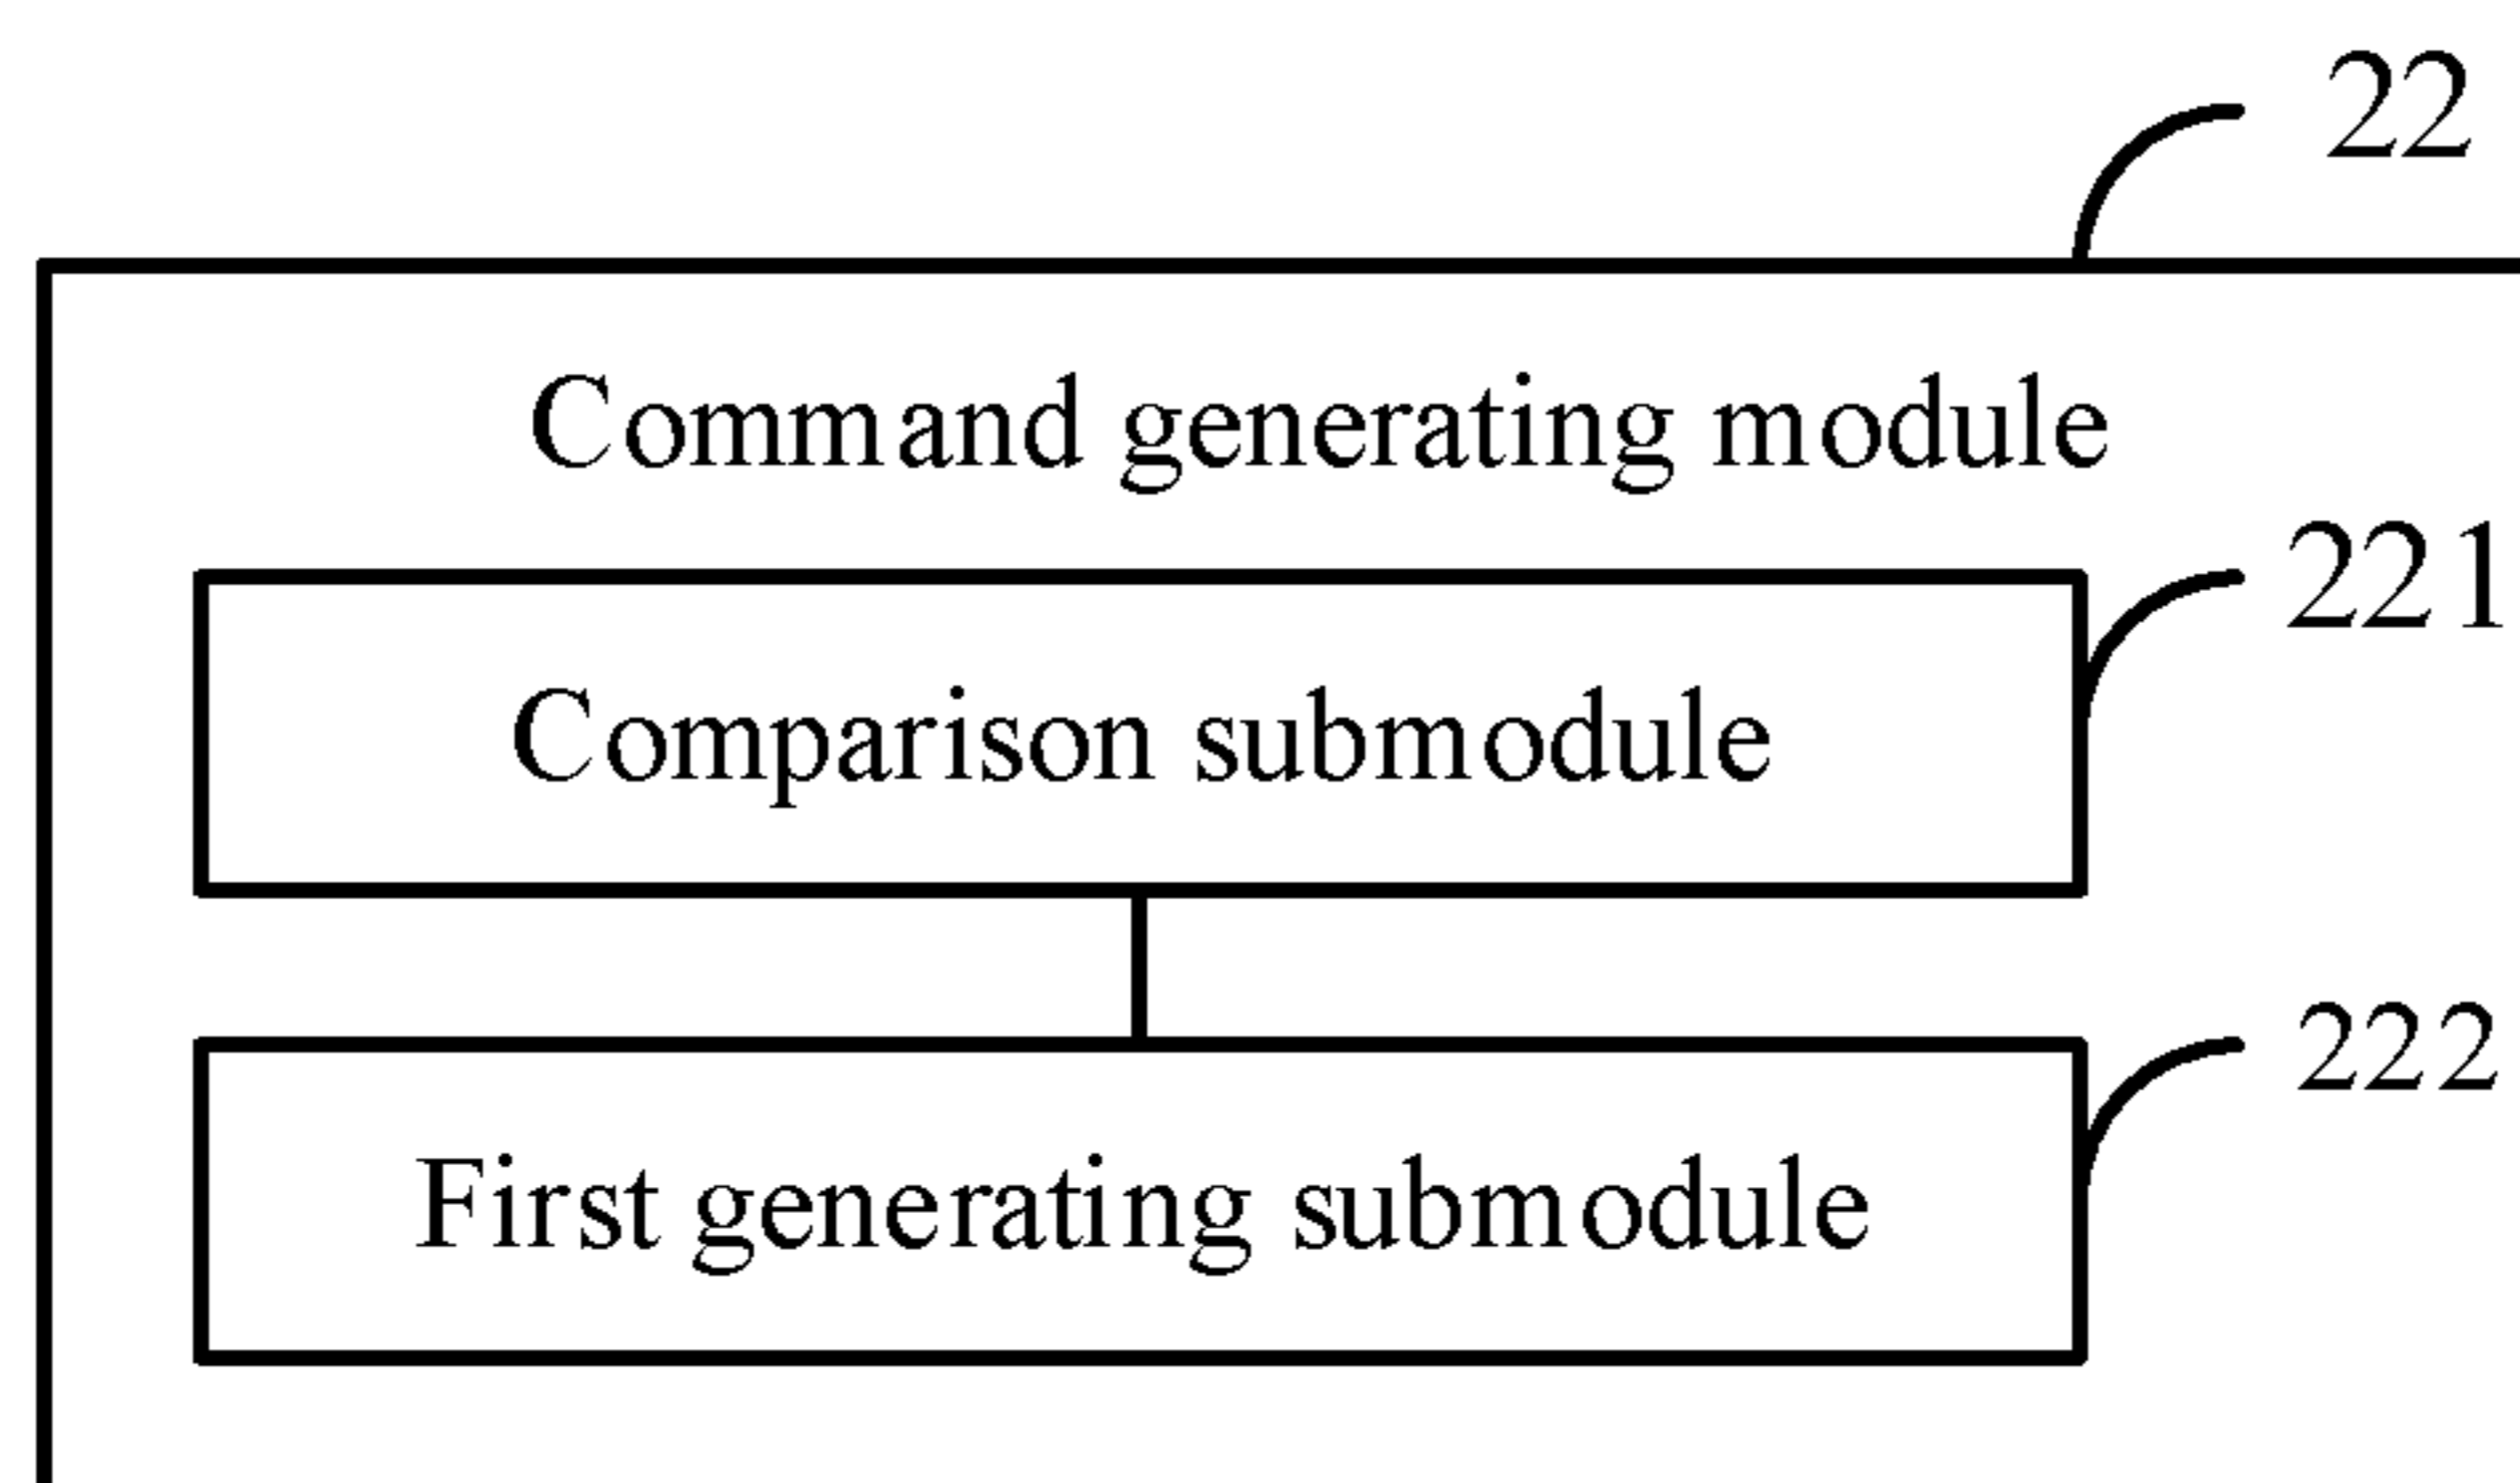 22
Command generating module
221
Comparison submodule
222
First generating submodule